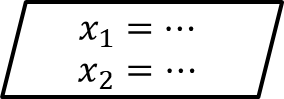 x₁ = ⋯
x₂ = ⋯